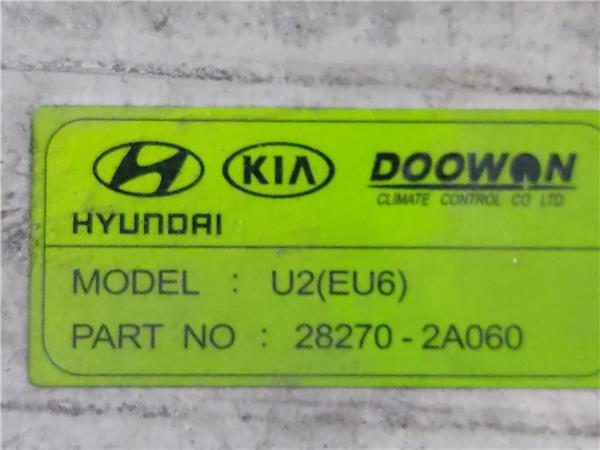 HYUNDAI KIA DOOWON
CLIMATE CONTROL CO LTD
MODEL : U2(EU6)
PART NO : 28270-2A060